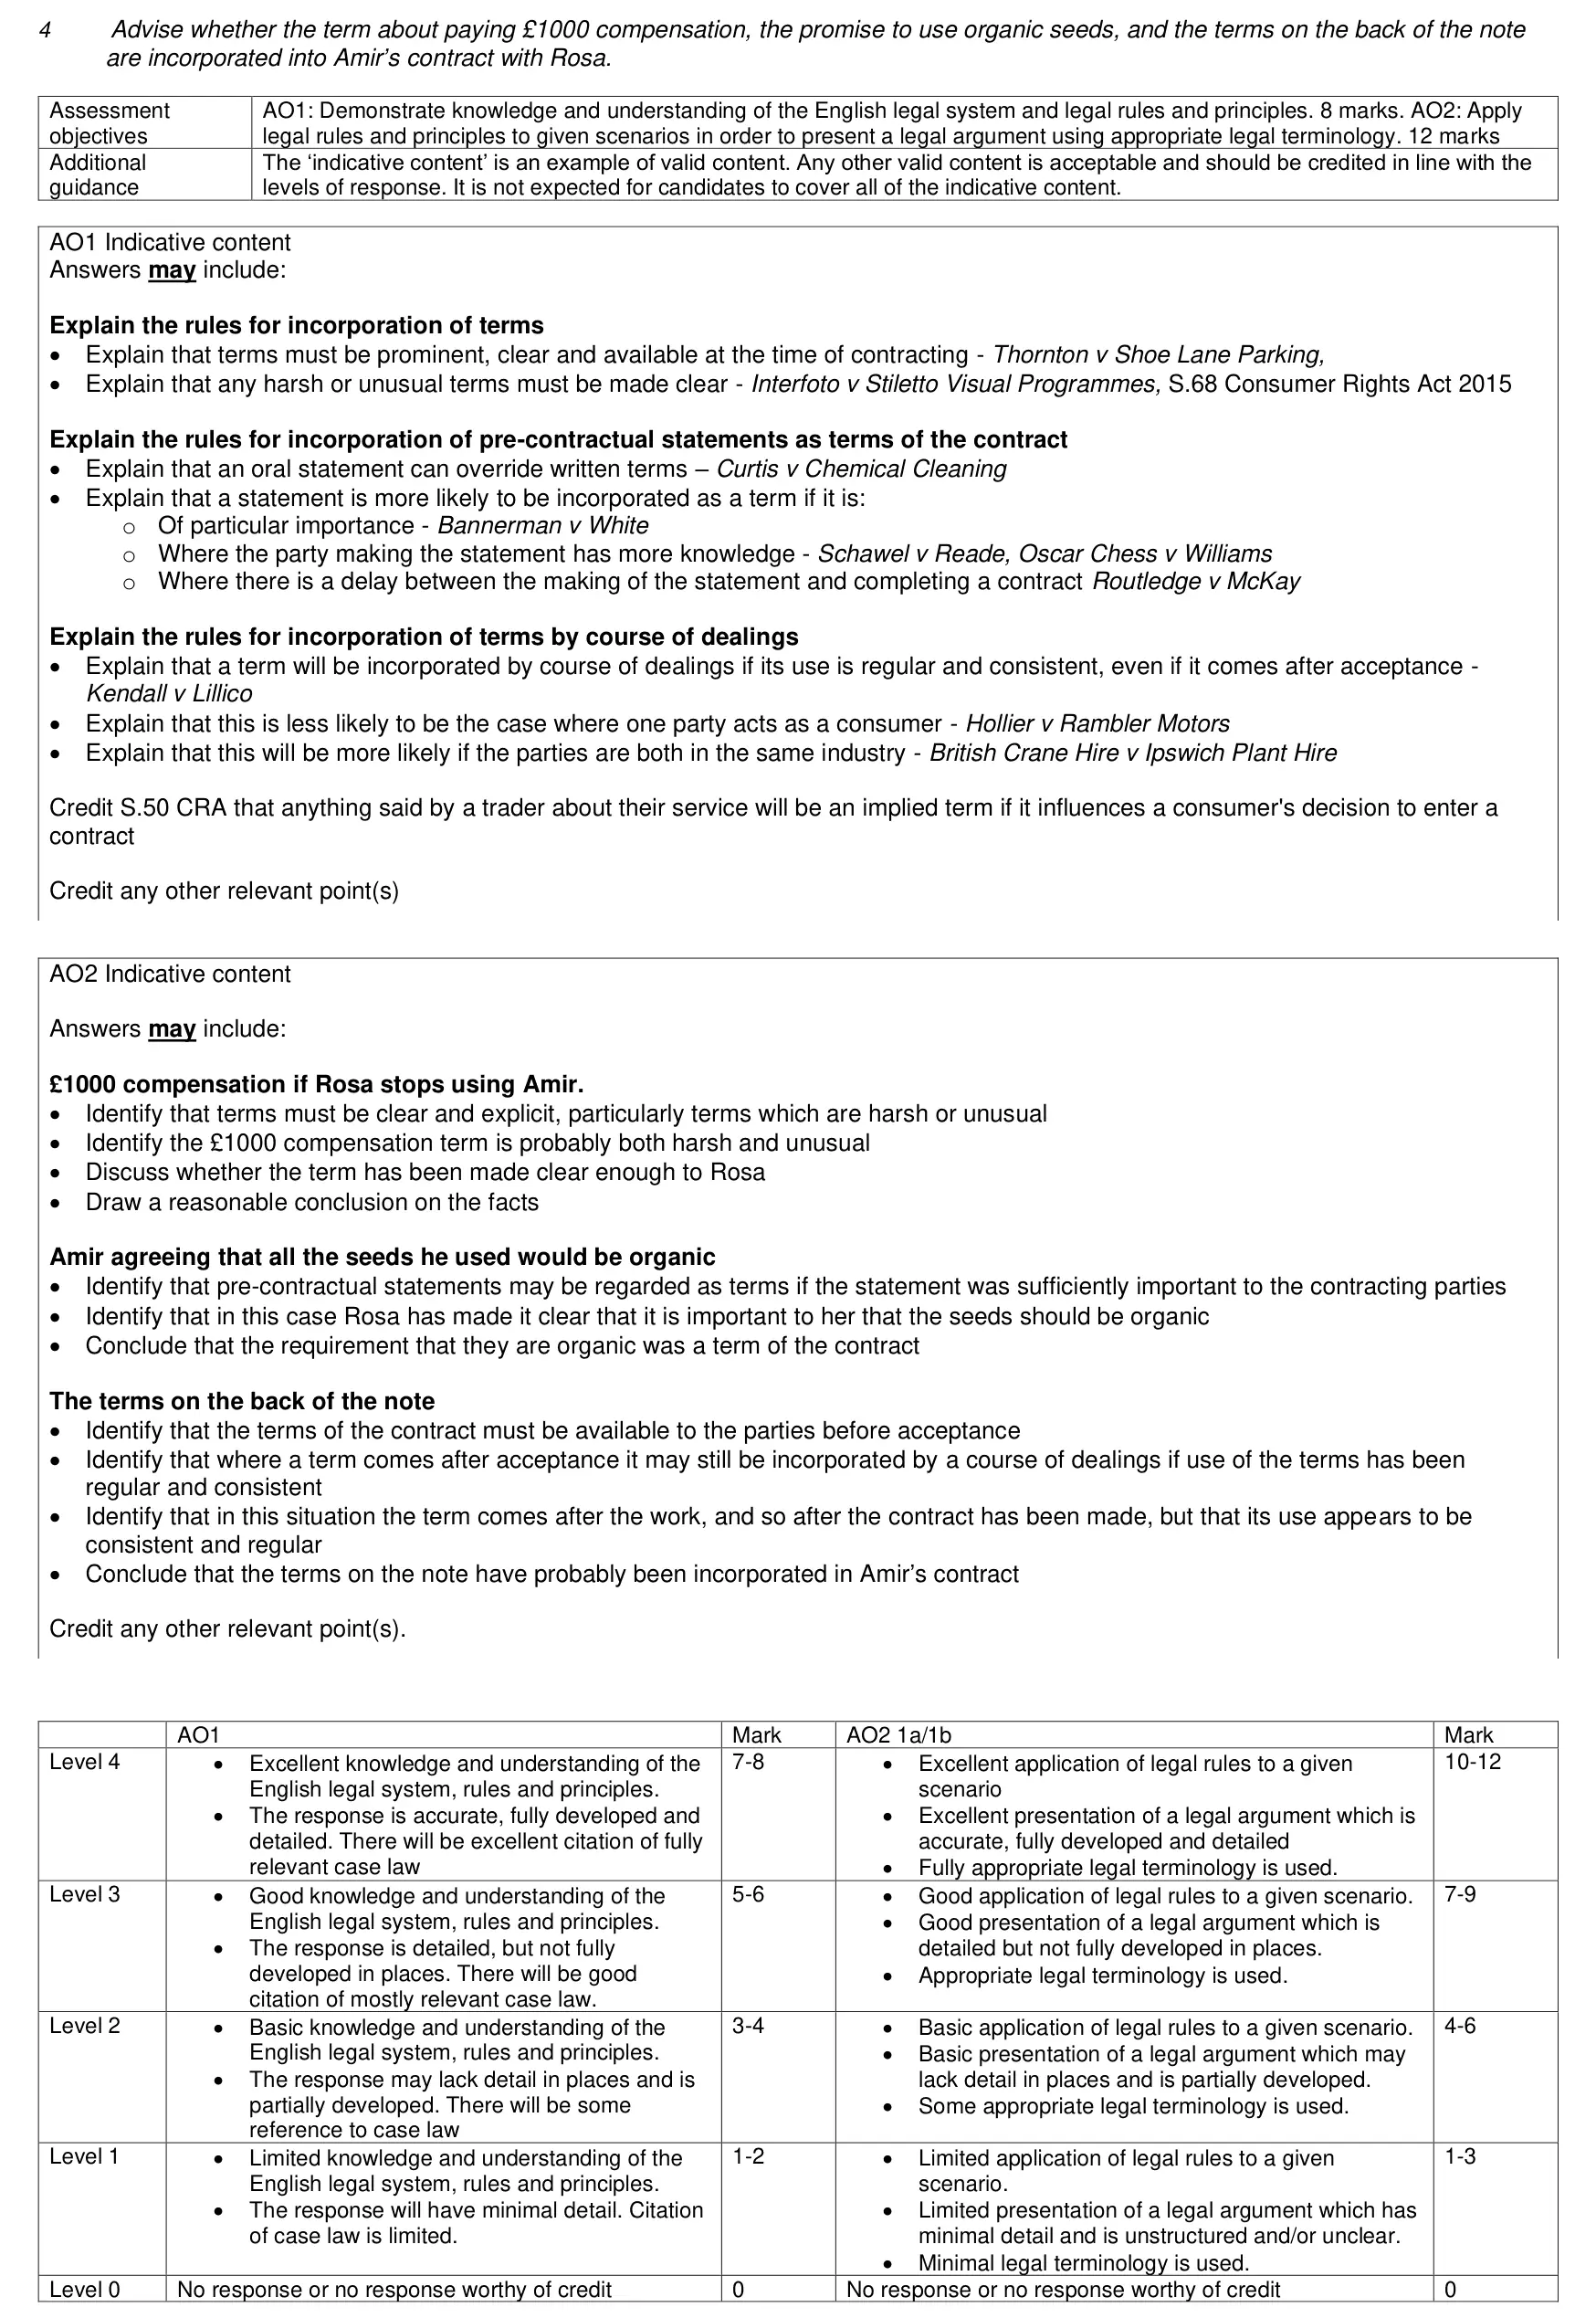 4 Advise whether the term about paying £1000 compensation, the promise to use organic seeds, and the terms on the back of the note
are incorporated into Amir's contract with Rosa.
Assessment objectives
AO1: Demonstrate knowledge and understanding of the English legal system and legal rules and principles. 8 marks. AO2: Apply
legal rules and principles to given scenarios in order to present a legal argument using appropriate legal terminology. 12 marks
Additional guidance
The 'indicative content' is an example of valid content. Any other valid content is acceptable and should be credited in line with the
levels of response. It is not expected for candidates to cover all of the indicative content.
AO1 Indicative content
Answers may include:
Explain the rules for incorporation of terms
• Explain that terms must be prominent, clear and available at the time of contracting - Thornton v Shoe Lane Parking,
• Explain that any harsh or unusual terms must be made clear - Interfoto v Stiletto Visual Programmes, S.68 Consumer Rights Act 2015
Explain the rules for incorporation of pre-contractual statements as terms of the contract
• Explain that an oral statement can override written terms – Curtis v Chemical Cleaning
• Explain that a statement is more likely to be incorporated as a term if it is:
o Of particular importance - Bannerman v White
o Where the party making the statement has more knowledge - Schawel v Reade, Oscar Chess v Williams
o Where there is a delay between the making of the statement and completing a contract Routledge v McKay
Explain the rules for incorporation of terms by course of dealings
• Explain that a term will be incorporated by course of dealings if its use is regular and consistent, even if it comes after acceptance -
Kendall v Lillico
• Explain that this is less likely to be the case where one party acts as a consumer - Hollier v Rambler Motors
• Explain that this will be more likely if the parties are both in the same industry - British Crane Hire v Ipswich Plant Hire
Credit S.50 CRA that anything said by a trader about their service will be an implied term if it influences a consumer's decision to enter a
contract
Credit any other relevant point(s)
AO2 Indicative content
Answers may include:
£1000 compensation if Rosa stops using Amir.
• Identify that terms must be clear and explicit, particularly terms which are harsh or unusual
• Identify the £1000 compensation term is probably both harsh and unusual
• Discuss whether the term has been made clear enough to Rosa
• Draw a reasonable conclusion on the facts
Amir agreeing that all the seeds he used would be organic
• Identify that pre-contractual statements may be regarded as terms if the statement was sufficiently important to the contracting parties
• Identify that in this case Rosa has made it clear that it is important to her that the seeds should be organic
• Conclude that the requirement that they are organic was a term of the contract
The terms on the back of the note
• Identify that the terms of the contract must be available to the parties before acceptance
• Identify that where a term comes after acceptance it may still be incorporated by a course of dealings if use of the terms has been
regular and consistent
• Identify that in this situation the term comes after the work, and so after the contract has been made, but that its use appears to be
consistent and regular
• Conclude that the terms on the note have probably been incorporated in Amir's contract
Credit any other relevant point(s).
AO1 Mark AO2 1a/1b Mark
Level 4
• Excellent knowledge and understanding of the
English legal system, rules and principles.
• The response is accurate, fully developed and
detailed. There will be excellent citation of fully
relevant case law
7-8
• Excellent application of legal rules to a given
scenario
• Excellent presentation of a legal argument which is
accurate, fully developed and detailed
• Fully appropriate legal terminology is used.
10-12
Level 3
• Good knowledge and understanding of the
English legal system, rules and principles.
• The response is detailed, but not fully
developed in places. There will be good
citation of mostly relevant case law.
5-6
• Good application of legal rules to a given scenario.
• Good presentation of a legal argument which is
detailed but not fully developed in places.
• Appropriate legal terminology is used.
7-9
Level 2
• Basic knowledge and understanding of the
English legal system, rules and principles.
• The response may lack detail in places and is
partially developed. There will be some
reference to case law
3-4
• Basic application of legal rules to a given scenario.
• Basic presentation of a legal argument which may
lack detail in places and is partially developed.
• Some appropriate legal terminology is used.
4-6
Level 1
• Limited knowledge and understanding of the
English legal system, rules and principles.
• The response will have minimal detail. Citation
of case law is limited.
1-2
• Limited application of legal rules to a given
scenario.
• Limited presentation of a legal argument which has
minimal detail and is unstructured and/or unclear.
• Minimal legal terminology is used.
1-3
Level 0
No response or no response worthy of credit
0
No response or no response worthy of credit
0